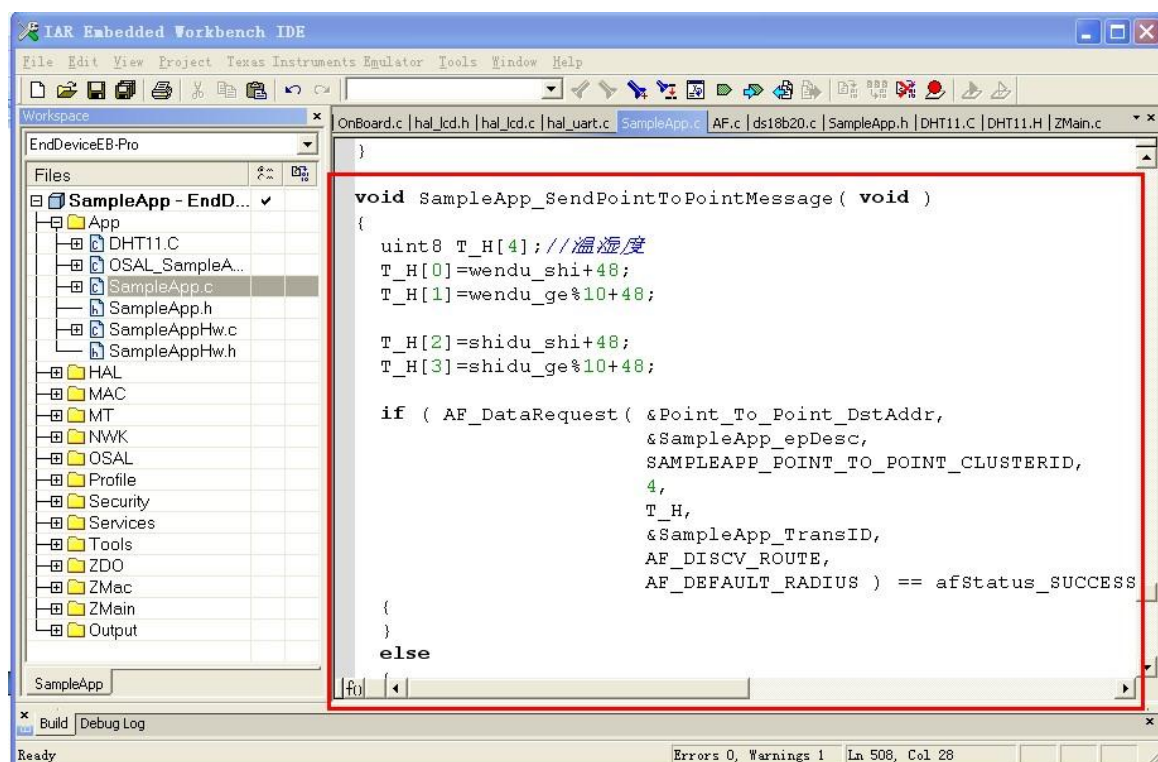 IAR Embedded Workbench IDE
File Edit View Project Texas Instruments Emulator Tools Window Help
Workspace
OnBoard.c | hal_lcd.h | hal_lcd.c | hal_uart.c SampleApp.c AF.c | ds18b20.c | SampleApp.h | DHT11.C | DHT11.H | ZMain.c
EndDeviceEB-Pro
Files
SampleApp - EndD...
App
DHT11.C
OSAL_SampleA...
SampleApp.c
SampleApp.h
SampleAppHw.c
SampleAppHw.h
HAL
MAC
MT
NWK
OSAL
Profile
Security
Services
Tools
ZDO
ZMac
ZMain
Output
SampleApp
}
void SampleApp_SendPointToPointMessage( void )
{
uint8 T_H[4];//温湿度
T_H[0]=wendu_shi+48;
T_H[1]=wendu_ge%10+48;
T_H[2]=shidu_shi+48;
T_H[3]=shidu_ge%10+48;
if ( AF_DataRequest( &Point_To_Point_DstAddr,
&SampleApp_epDesc,
SAMPLEAPP_POINT_TO_POINT_CLUSTERID,
4,
T_H,
&SampleApp_TransID,
AF_DISCV_ROUTE,
AF_DEFAULT_RADIUS ) == afStatus_SUCCESS
{
}
else
{
f()
Build Debug Log
Ready
Errors 0, Warnings 1 Ln 508, Col 28